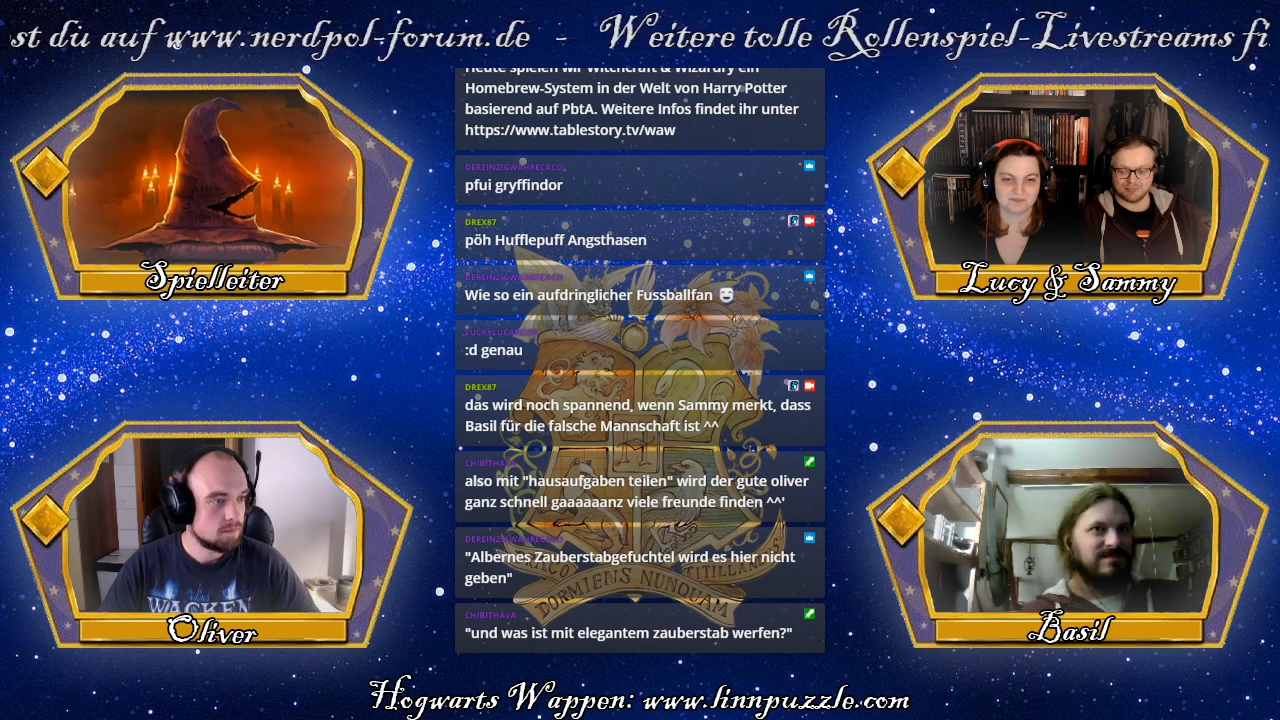 st dü auf www.nerdpol-forum.de - Weitere tolle Rollenspiel-Livestreams fi
Heute spielen wir Witchcraft & Wizardry ein
Homebrew-System in der Welt von Harry Potter
basierend auf PbtA. Weitere Infos findet ihr unter
https://www.tablestory.tv/waw
DEREINZIGWAHRECACO
pfui gryffindor
DREX87
pöh Hufflepuff Angsthasen
DEREINZIGWAHRECACO
Wie so ein aufdringlicher Fussballfan
:d genau
DREX87
das wird noch spannend, wenn Sammy merkt, dass
Basil für die falsche Mannschaft ist ^^
CHIBITHAVA
also mit "hausaufgaben teilen" wird der gute oliver
ganz schnell gaaaaaanz viele freunde finden ^^'
DEREINZIGWAHRECACO
"Albernes Zauberstabgefuchtel wird es hier nicht
geben"
CHIBITHAVA
"und was ist mit elegantem zauberstab werfen?"
DRACO DORMIENS NUNQUAM TITILLANDUS
Spielleiter
Lucy & Sammy
Oliver
WACKEN
Basil
Hogwarts Wappen: www.linnpuzzle.com